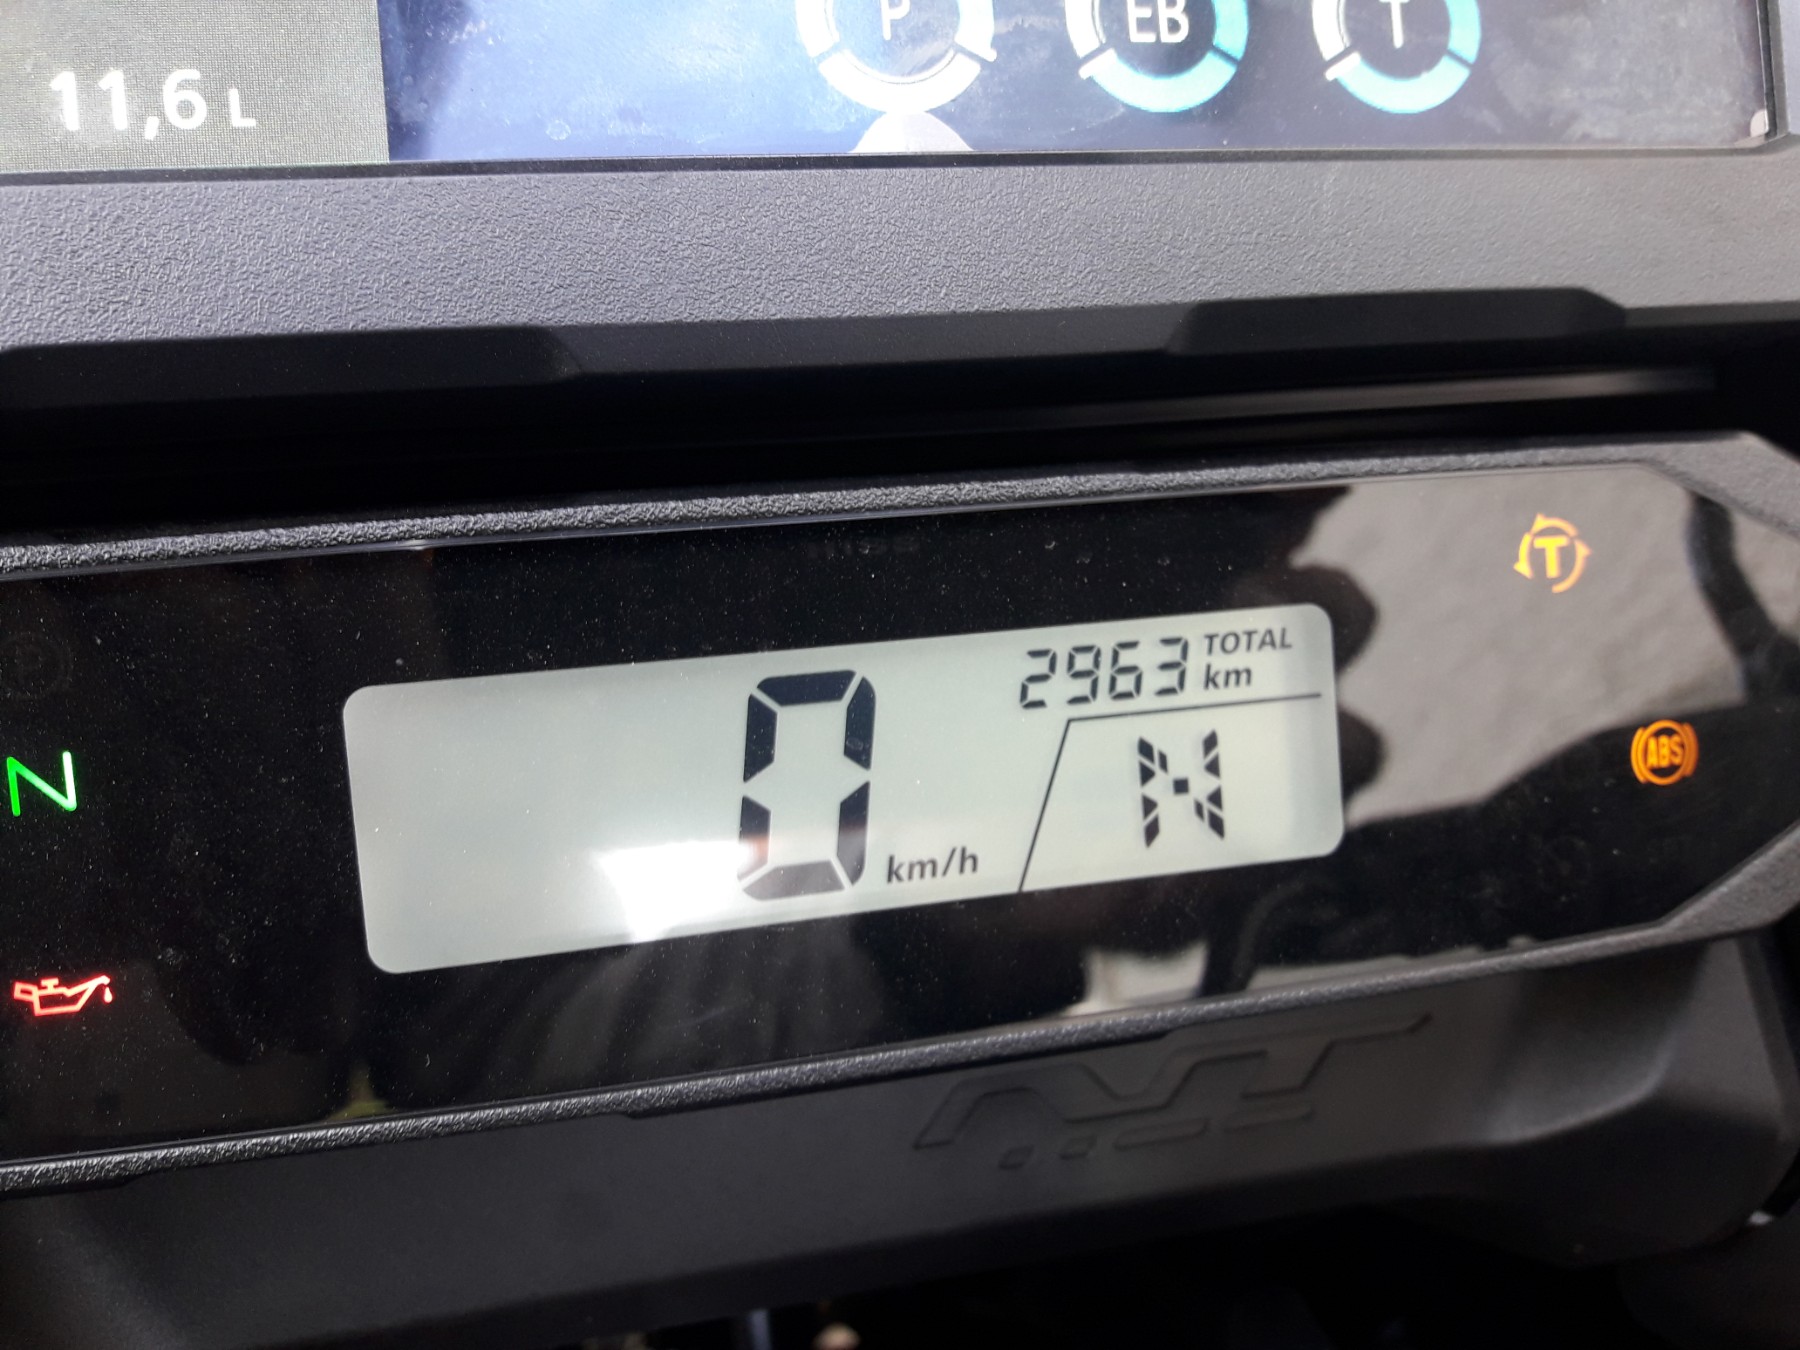 P
EB
T
11,6 L
T
2963 TOTAL
km
ABS
N
0 km/h
N